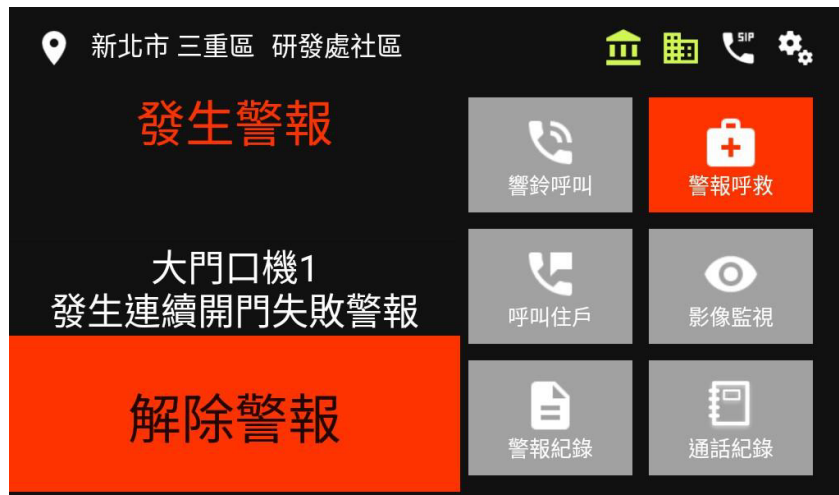 新北市 三重區 研發處社區
SIP
發生警報
大門口機1
發生連續開門失敗警報
解除警報
響鈴呼叫
警報呼救
呼叫住戶
影像監視
警報紀錄
通話紀錄